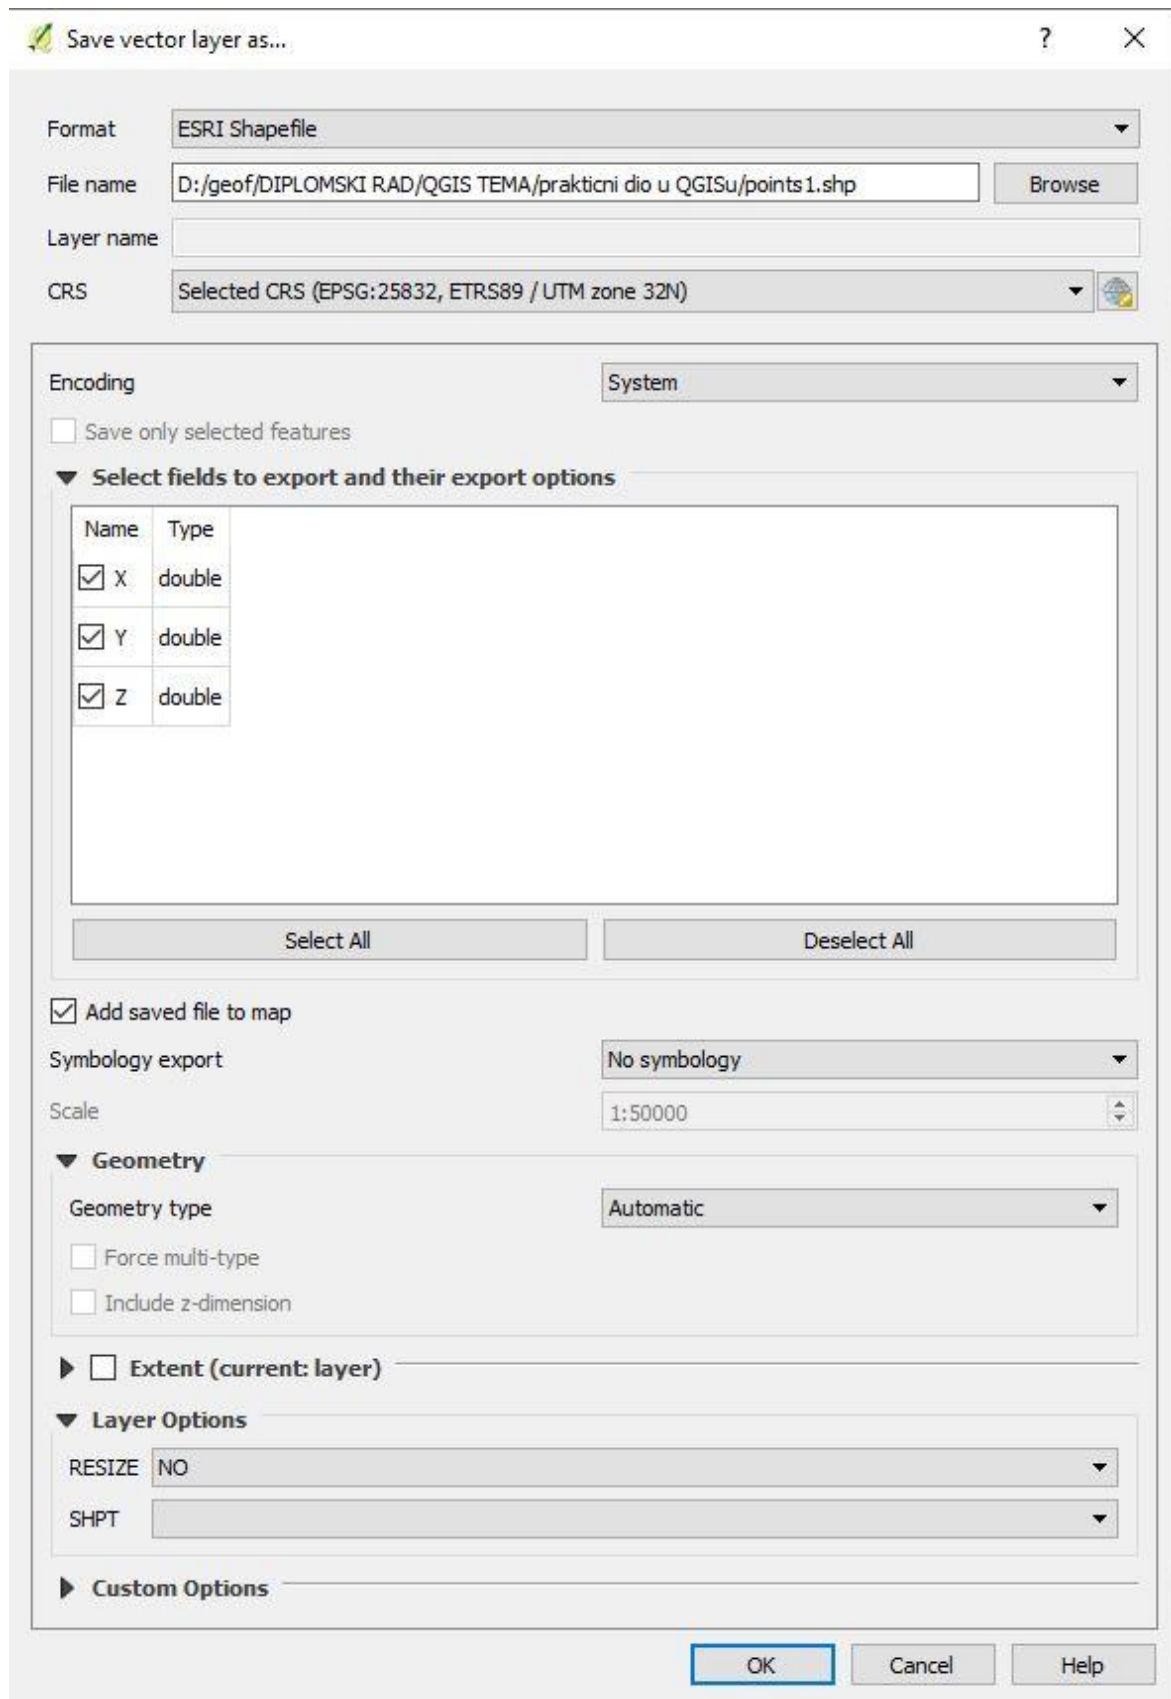 Save vector layer as...
?
Format ESRI Shapefile
File name D:/geof/DIPLOMSKI RAD/QGIS TEMA/prakticni dio u QGISu/points1.shp Browse
Layer name
CRS Selected CRS (EPSG:25832, ETRS89 / UTM zone 32N)
Encoding System
Save only selected features
Select fields to export and their export options
Name Type
X double
Y double
Z double
Select All Deselect All
Add saved file to map
Symbology export No symbology
Scale 1:50000
Geometry
Geometry type Automatic
Force multi-type
Include z-dimension
Extent (current: layer)
Layer Options
RESIZE NO
SHPT
Custom Options
OK Cancel Help